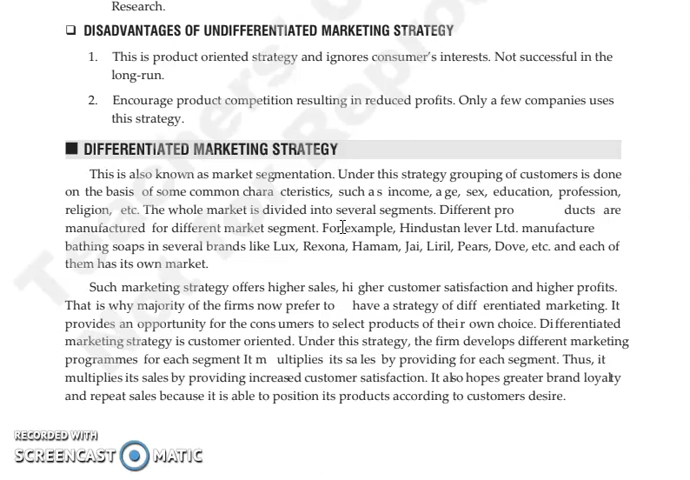 Research.
❑ DISADVANTAGES OF UNDIFFERENTIATED MARKETING STRATEGY
1. This is product oriented strategy and ignores consumer's interests. Not successful in the
long-run.
2. Encourage product competition resulting in reduced profits. Only a few companies uses
this strategy.
■ DIFFERENTIATED MARKETING STRATEGY
This is also known as market segmentation. Under this strategy grouping of customers is done
on the basis of some common chara cteristics, such a s income, a ge, sex, education, profession,
religion, etc. The whole market is divided into several segments. Different pro ducts are
manufactured for different market segment. For example, Hindustan lever Ltd. manufacture
bathing soaps in several brands like Lux, Rexona, Hamam, Jai, Liril, Pears, Dove, etc. and each of
them has its own market.
Such marketing strategy offers higher sales, hi gher customer satisfaction and higher profits.
That is why majority of the firms now prefer to have a strategy of diff erentiated marketing. It
provides an opportunity for the cons umers to select products of their own choice. Differentiated
marketing strategy is customer oriented. Under this strategy, the firm develops different marketing
programmes for each segment It m ultiplies its sa les by providing for each segment. Thus, it
multiplies its sales by providing increased customer satisfaction. It also hopes greater brand loyalty
and repeat sales because it is able to position its products according to customers desire.
RECORDED WITH
SCREENCAST MATIC